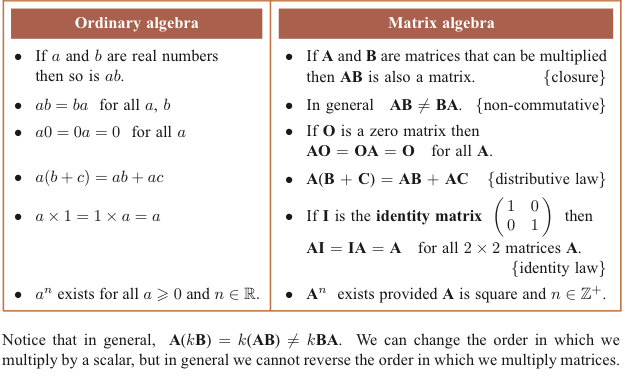 Ordinary algebra
• If a and b are real numbers
then so is ab.
• ab = ba for all a, b
• a0 = 0a = 0 for all a
• a(b + c) = ab + ac
• a × 1 = 1 × a = a
• aⁿ exists for all a ⩾ 0 and n ∈ ℝ.
Matrix algebra
• If A and B are matrices that can be multiplied
then AB is also a matrix. {closure}
• In general AB ≠ BA. {non-commutative}
• If O is a zero matrix then
AO = OA = O for all A.
• A(B + C) = AB + AC {distributive law}
• If I is the identity matrix (1 0
0 1) then
AI = IA = A for all 2 × 2 matrices A.
{identity law}
• Aⁿ exists provided A is square and n ∈ ℤ⁺.
Notice that in general, A(kB) = k(AB) ≠ kBA. We can change the order in which we
multiply by a scalar, but in general we cannot reverse the order in which we multiply matrices.